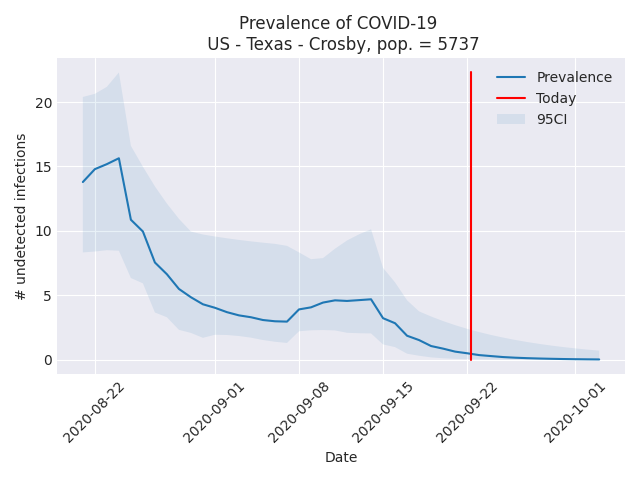 Prevalence of COVID-19
US - Texas - Crosby, pop. = 5737
Prevalence
Today
95CI
# undetected infections
20
15
10
5
0
2020-08-22
2020-09-01
2020-09-08
2020-09-15
2020-09-22
2020-10-01
Date